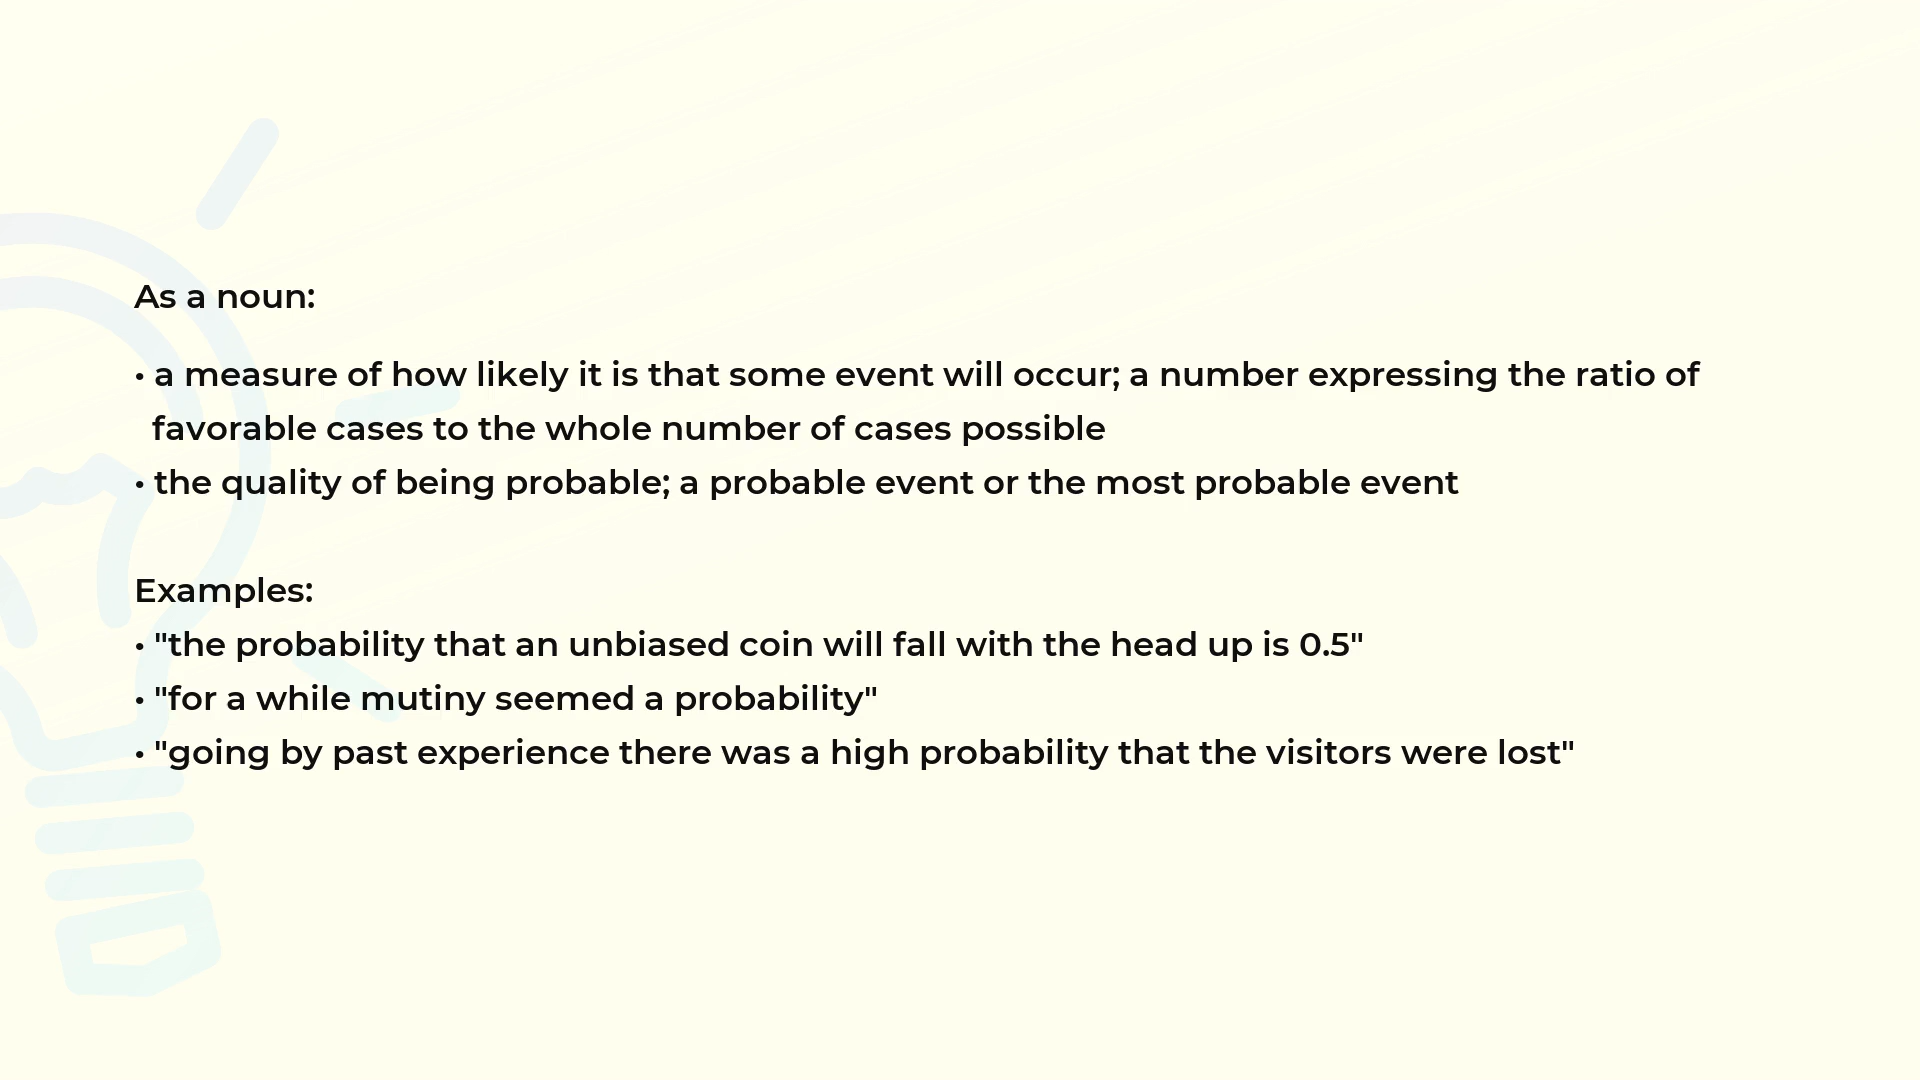 As a noun:
• a measure of how likely it is that some event will occur; a number expressing the ratio of
favorable cases to the whole number of cases possible
• the quality of being probable; a probable event or the most probable event
Examples:
• "the probability that an unbiased coin will fall with the head up is 0.5"
• "for a while mutiny seemed a probability"
• "going by past experience there was a high probability that the visitors were lost"